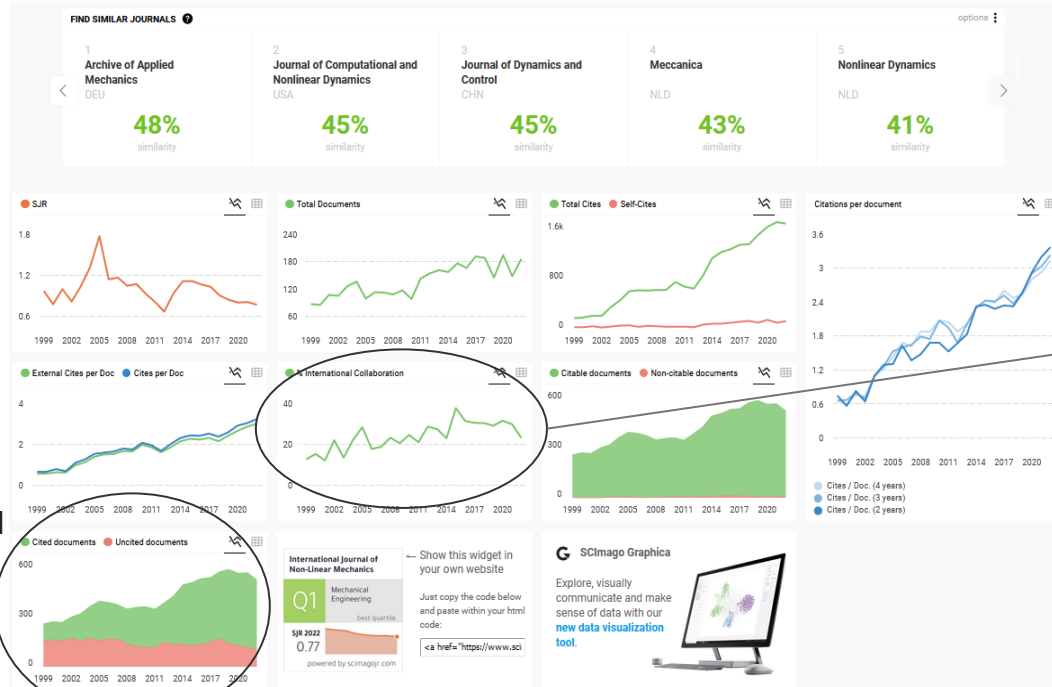 FIND SIMILAR JOURNALS ?
options
1
Archive of Applied
Mechanics
DEU
48%
similarity
2
Journal of Computational and
Nonlinear Dynamics
USA
45%
similarity
3
Journal of Dynamics and
Control
CHN
45%
similarity
4
Meccanica
NLD
43%
similarity
5
Nonlinear Dynamics
NLD
41%
similarity
SJR
1.8
1.2
0.6
1999 2002 2005 2008 2011 2014 2017 2020
Total Documents
240
180
120
60
1999 2002 2005 2008 2011 2014 2017 2020
Total Cites Self-Cites
1.6k
800
0
1999 2002 2005 2008 2011 2014 2017 2020
Citations per document
3.6
3
2.4
1.8
1.2
0.6
0
1999 2002 2005 2008 2011 2014 2017 2020
Cites / Doc. (4 years)
Cites / Doc. (3 years)
Cites / Doc. (2 years)
External Cites per Doc Cites per Doc
4
2
0
1999 2002 2005 2008 2011 2014 2017 2020
% International Collaboration
40
20
0
1999 2002 2005 2008 2011 2014 2017 2020
Citable documents Non-citable documents
600
300
0
1999 2002 2005 2008 2011 2014 2017 2020
Cited documents Uncited documents
600
300
0
1999 2002 2005 2008 2011 2014 2017 2020
International Journal of
Non-Linear Mechanics
Q1
Mechanical
Engineering
best quartile
SJR 2022
0.77
powered by scimagojr.com
← Show this widget in
your own website
Just copy the code below
and paste within your html
code:
<a href="https://www.sci
G SCImago Graphica
Explore, visually
communicate and make
sense of data with our
new data visualization
tool.